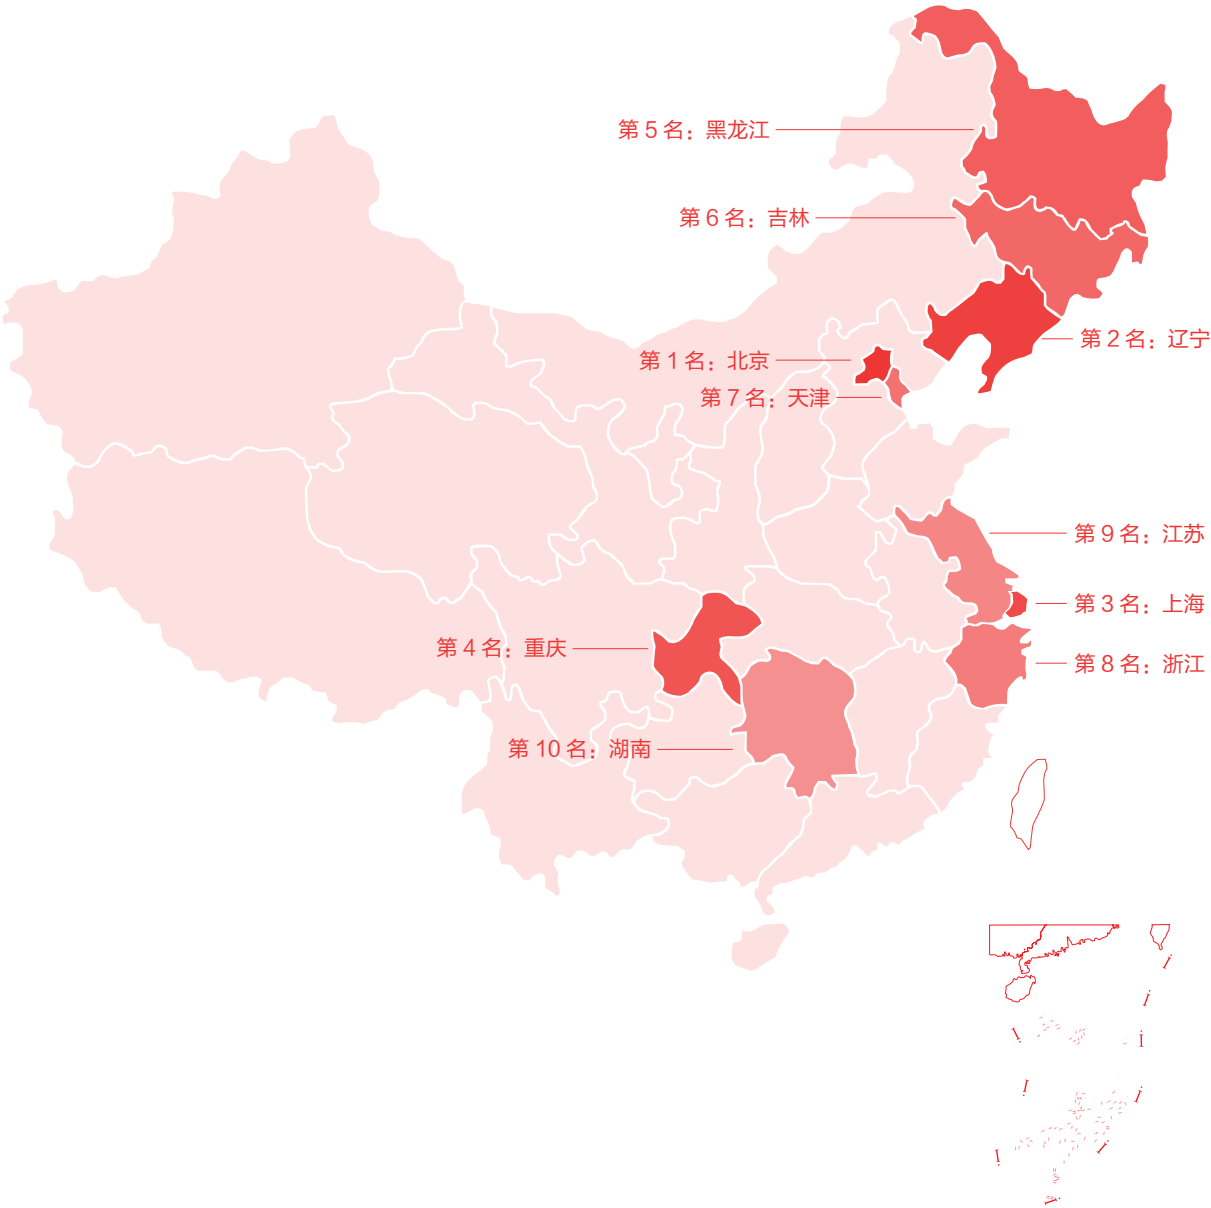 第 5 名：黑龙江
第 6 名：吉林
第 2 名：辽宁
第 1 名：北京
第 7 名：天津
第 9 名：江苏
第 3 名：上海
第 4 名：重庆
第 8 名：浙江
第 10 名：湖南